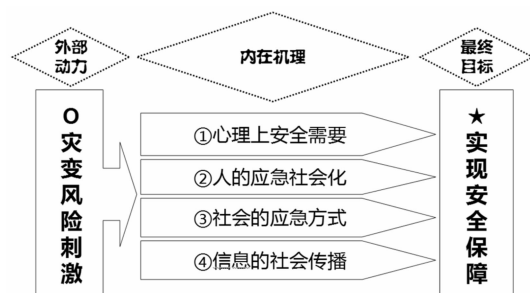 外部
动力
内在机理
最终
目标
O
灾
变
风
险
刺
激
①心理上安全需要
②人的应急社会化
③社会的应急方式
④信息的社会传播
★
实
现
安
全
保
障